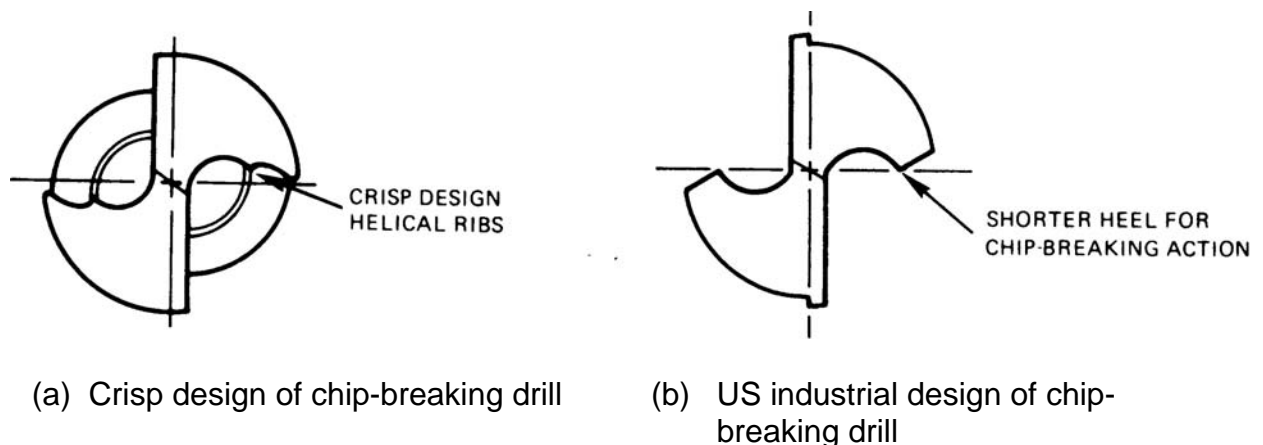 CRISP DESIGN
HELICAL RIBS
SHORTER HEEL FOR
CHIP-BREAKING ACTION
(a) Crisp design of chip-breaking drill
(b) US industrial design of chip-
breaking drill